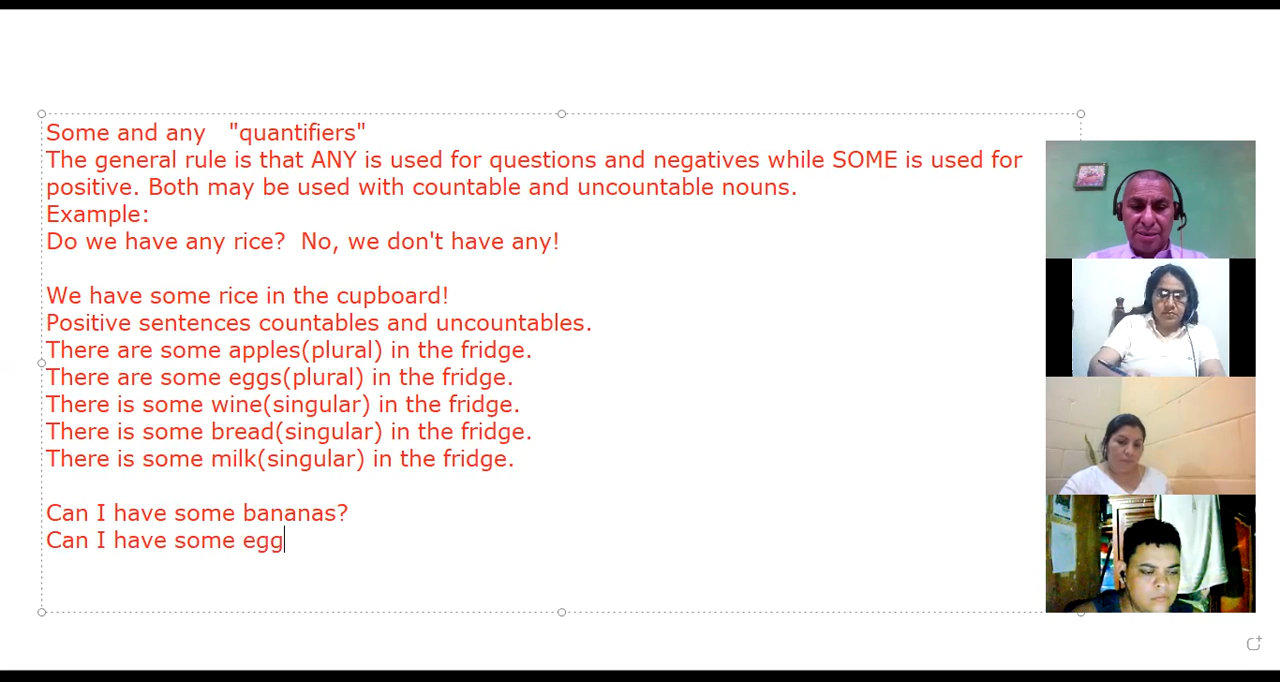 Some and any "quantifiers"
The general rule is that ANY is used for questions and negatives while SOME is used for
positive. Both may be used with countable and uncountable nouns.
Example:
Do we have any rice? No, we don't have any!
We have some rice in the cupboard!
Positive sentences countables and uncountables.
There are some apples(plural) in the fridge.
There are some eggs(plural) in the fridge.
There is some wine(singular) in the fridge.
There is some bread(singular) in the fridge.
There is some milk(singular) in the fridge.
Can I have some bananas?
Can I have some egg